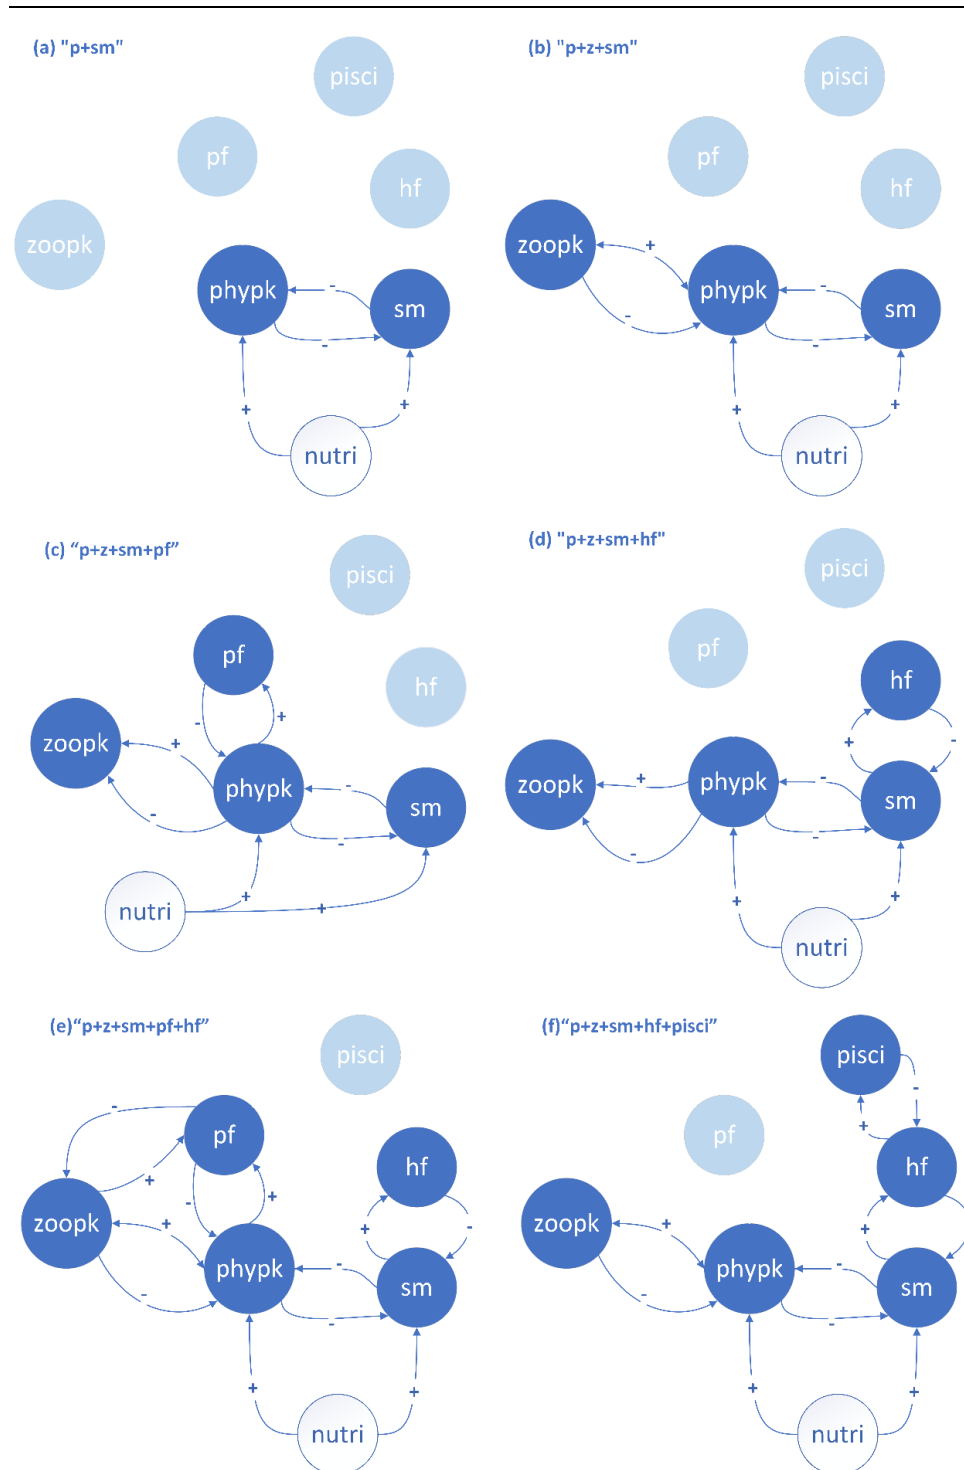 (a) "p+sm"
pisci
pf
hf
zoopk
phypk
sm
-
-
+
+
nutri
(b) "p+z+sm"
pisci
pf
hf
zoopk
phypk
sm
+
-
-
-
+
+
nutri
(c) “p+z+sm+pf”
pisci
pf
hf
zoopk
phypk
sm
-
+
+
-
-
-
+
+
nutri
(d) "p+z+sm+hf"
pisci
pf
hf
zoopk
phypk
sm
+
-
+
-
-
-
+
+
nutri
(e)“p+z+sm+pf+hf”
pisci
pf
hf
zoopk
phypk
sm
-
+
-
+
+
-
+
-
-
-
+
+
nutri
(f)“p+z+sm+hf+pisci”
pisci
pf
hf
zoopk
phypk
sm
-
+
+
+
-
-
-
+
+
nutri